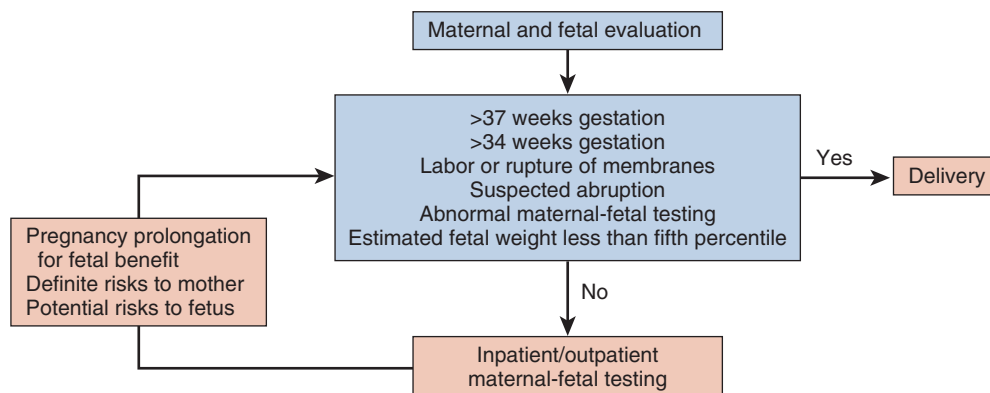 Maternal and fetal evaluation
>37 weeks gestation
>34 weeks gestation
Labor or rupture of membranes
Suspected abruption
Abnormal maternal-fetal testing
Estimated fetal weight less than fifth percentile
Yes
Delivery
No
Inpatient/outpatient
maternal-fetal testing
Pregnancy prolongation
for fetal benefit
Definite risks to mother
Potential risks to fetus